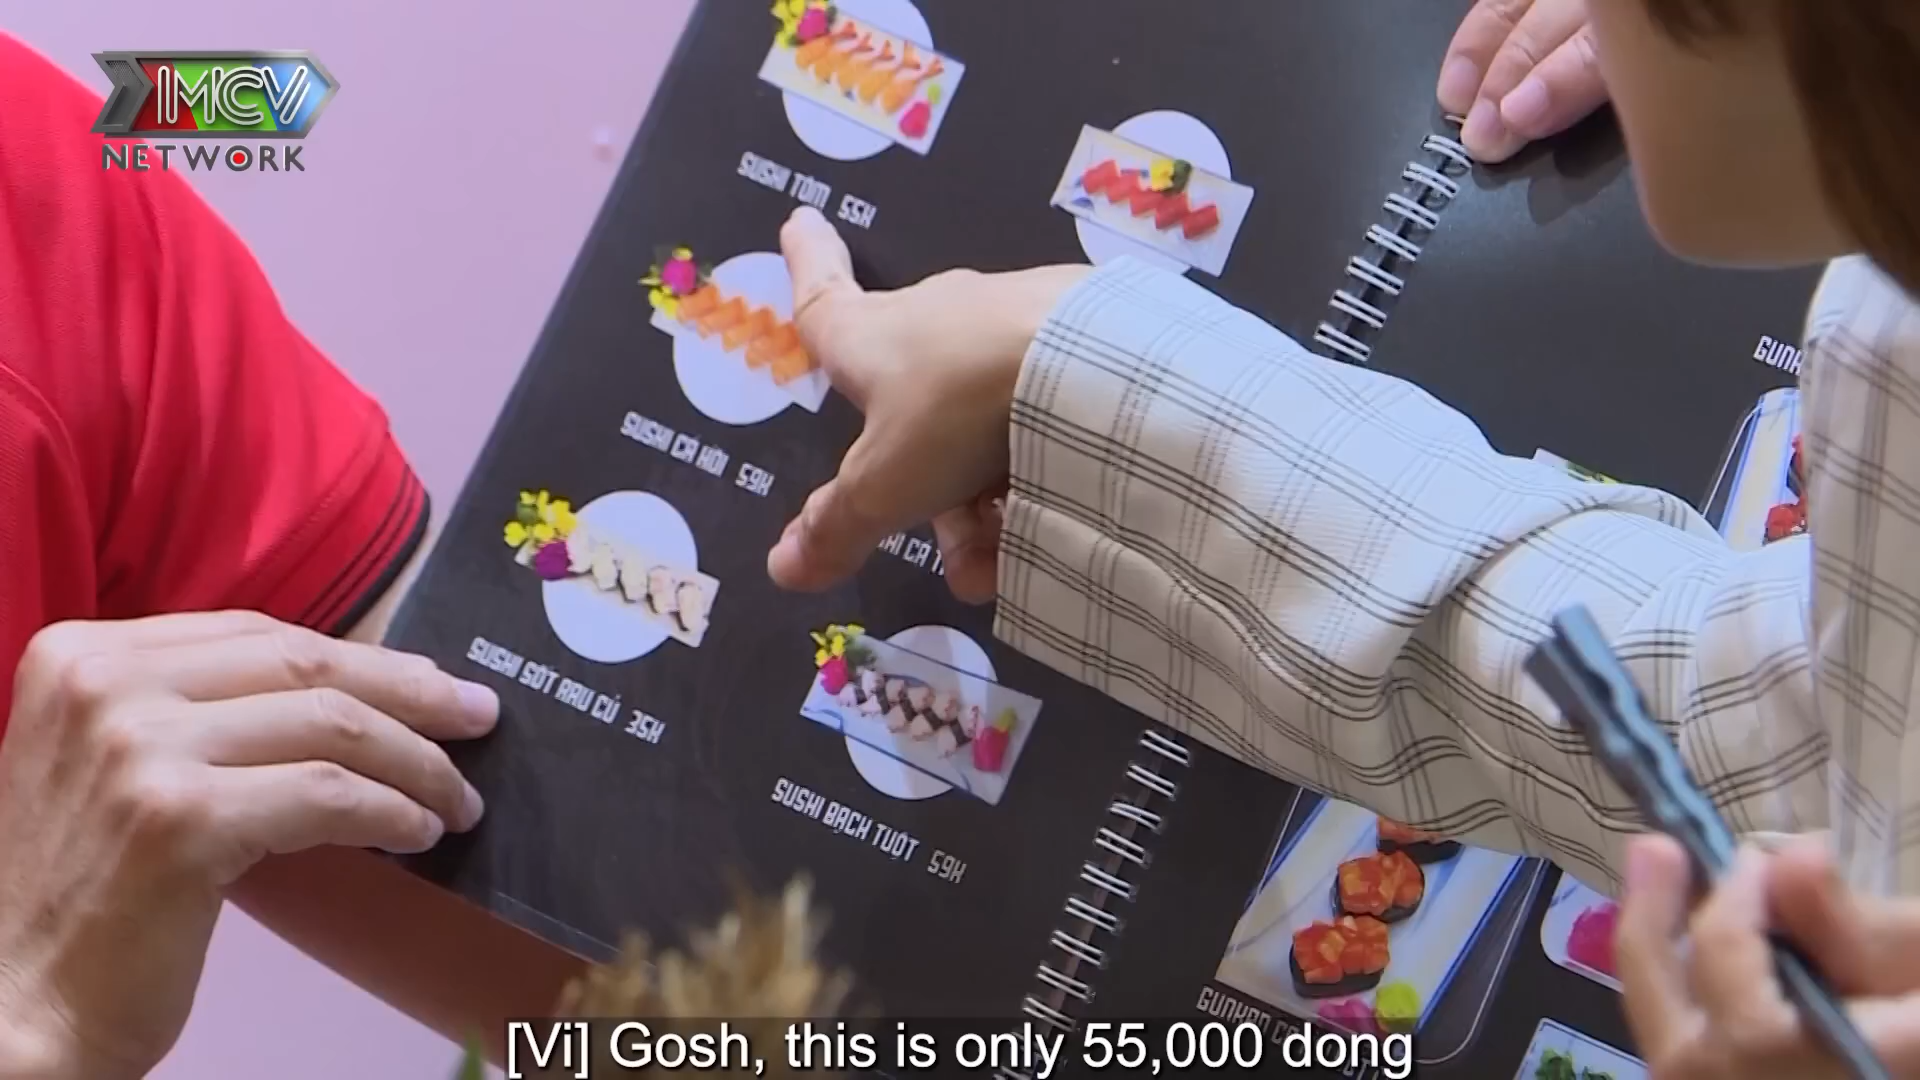 MCV
NETWORK
SUSHI TÔM 55K
SUSHI CÁ HỒI 59K
SUSHI SỐT RAU CỦ 35K
SUSHI BẠCH TUỘT 59K
[Vi] Gosh, this is only 55,000 dong